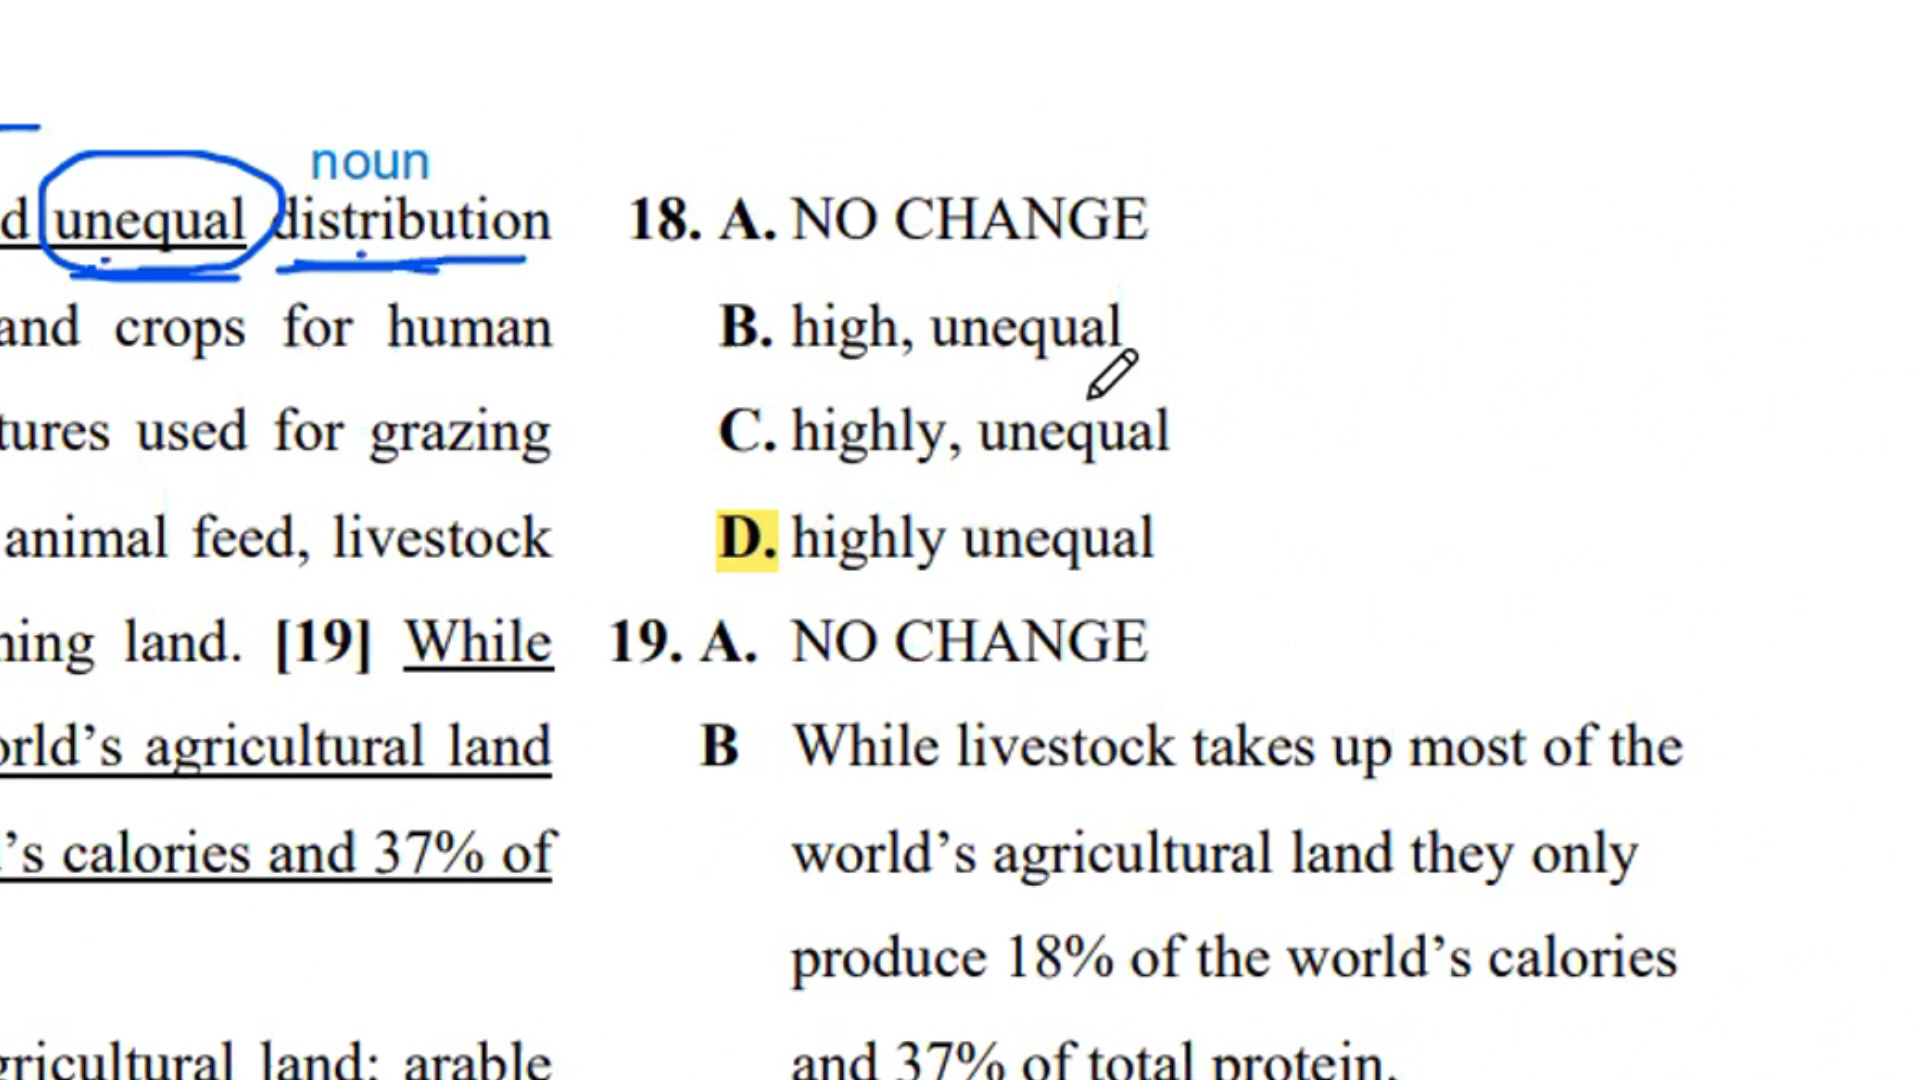 noun
d unequal distribution
and crops for human
tures used for grazing
animal feed, livestock
ning land. [19] While
orld’s agricultural land
’s calories and 37% of
gricultural land; arable
18. A. NO CHANGE
B. high, unequal
C. highly, unequal
D. highly unequal
19. A. NO CHANGE
B While livestock takes up most of the
world’s agricultural land they only
produce 18% of the world’s calories
and 37% of total protein.